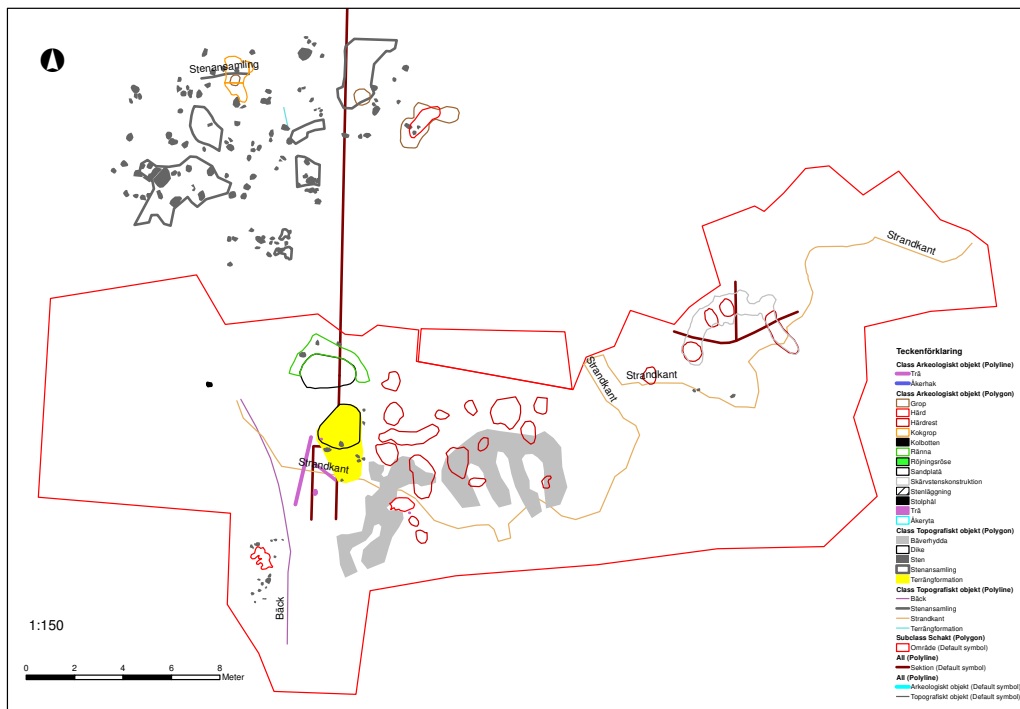 Stenansamling
Strandkant
Strandkant
Strandkant
Strandkant
Bäck
1:150
0 2 4 6 8
Meter
Teckenförklaring
Class Arkeologiskt objekt (Polyline)
Trä
Åkerhak
Class Arkeologiskt objekt (Polygon)
Grop
Härd
Härdrest
Kokgrop
Kolbotten
Ränna
Röjningsröse
Sandplatå
Skärvstenskonstruktion
Stenläggning
Stolphål
Trä
Åkeryta
Class Topografiskt objekt (Polygon)
Bäverhydda
Dike
Sten
Stenansamling
Terrängformation
Class Topografiskt objekt (Polyline)
Bäck
Stenansamling
Strandkant
Terrängformation
Subclass Schakt (Polygon)
Område (Default symbol)
All (Polyline)
Sektion (Default symbol)
All (Polyline)
Arkeologiskt objekt (Default symbol)
Topografiskt objekt (Default symbol)